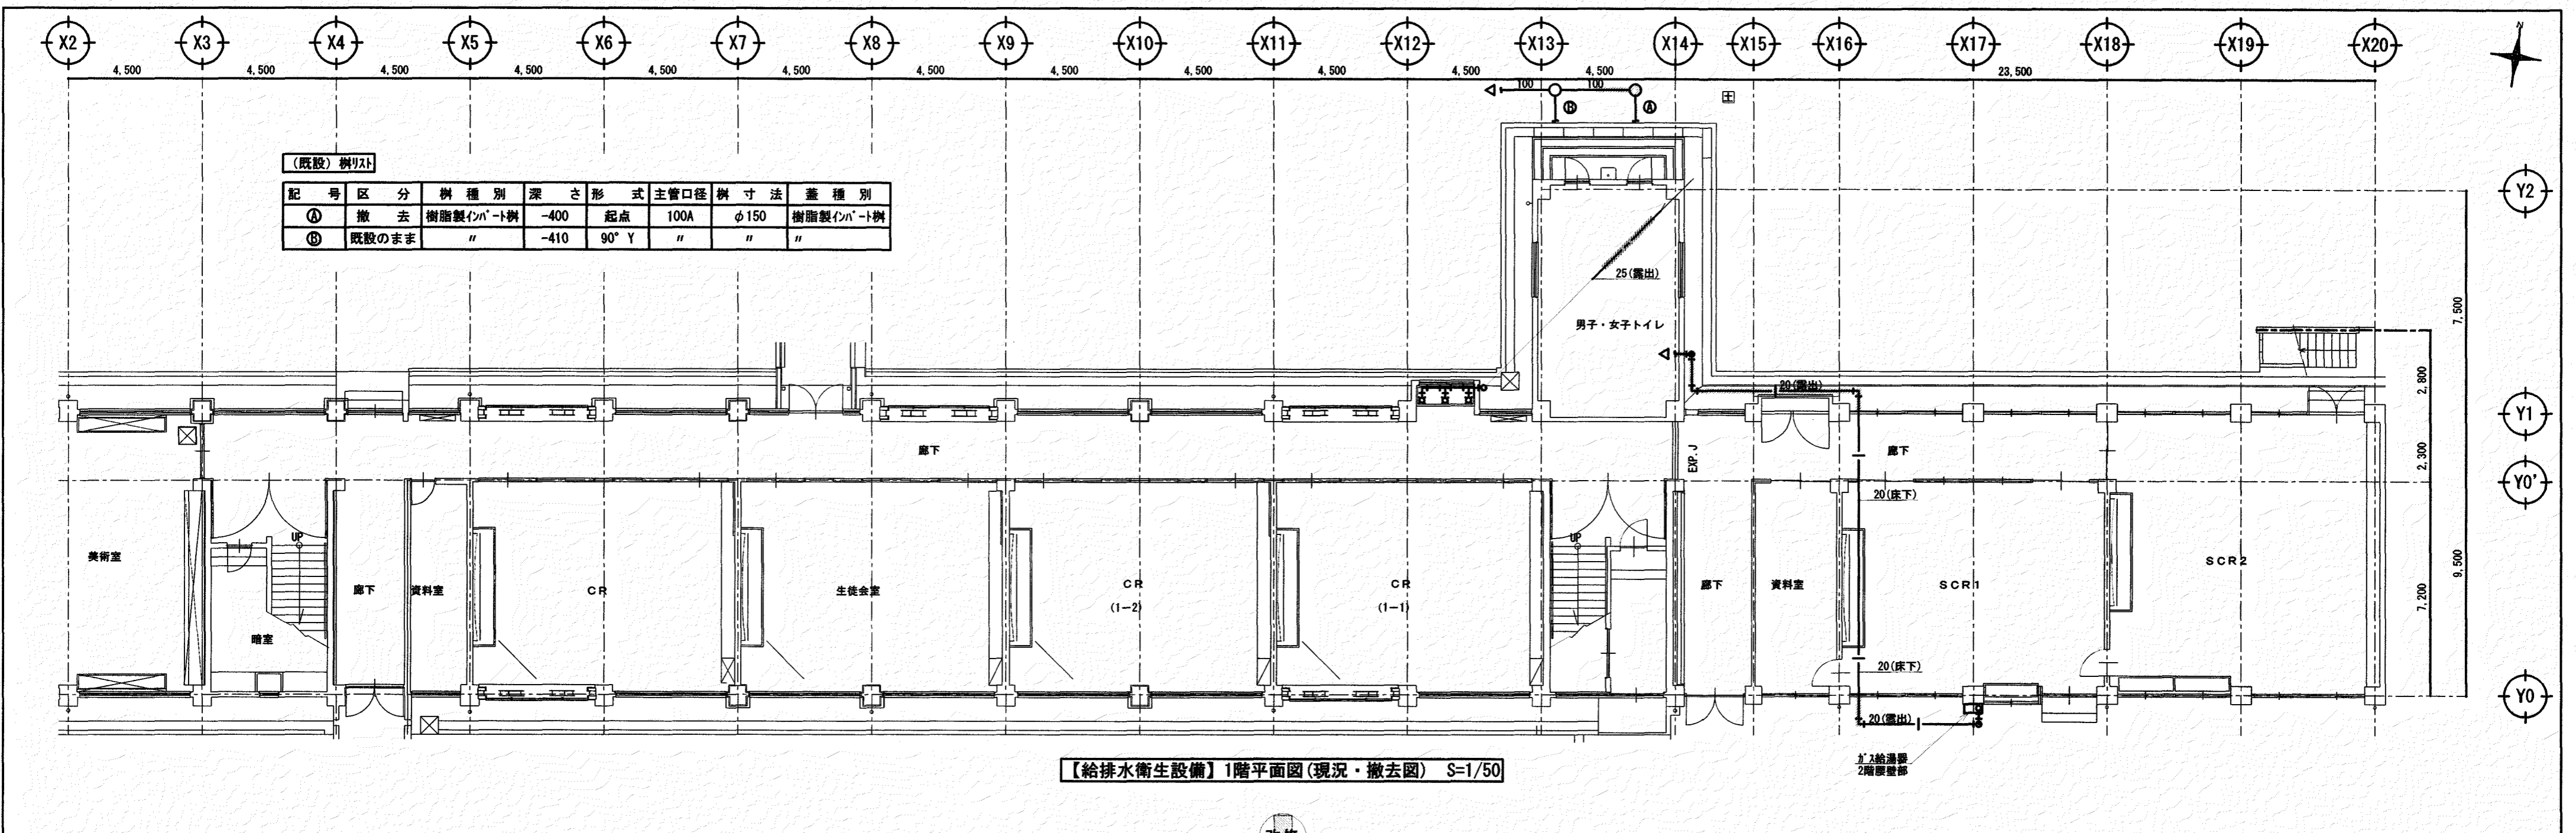 X2 X3 X4 X5 X6 X7 X8 X9 X10 X11 X12 X13 X14 X15 X16 X17 X18 X19 X20
N
4,500 4,500 4,500 4,500 4,500 4,500 4,500 4,500 4,500 4,500 4,500 4,500 23,500
100 100
Ⓑ Ⓐ
土
(既設) 桝リスト
記号 区分 桝種別 深さ 形式 主管口径 桝寸法 蓋種別
Ⓐ 撤去 樹脂製インバート桝 -400 起点 100A φ150 樹脂製インバート桝
Ⓑ 既設のまま 〃 -410 90°Y 〃 〃 〃
Y2
25(露出)
7,500
男子・女子トイレ
20(露出)
2,800
Y1
廊下
EXP.J
廊下
2,300
Y0'
20(床下)
UP
UP
美術室
廊下
資料室
CR
生徒会室
CR
(1-2)
CR
(1-1)
廊下
資料室
SCR1
SCR2
9,500
7,200
暗室
20(床下)
Y0
20(露出)
ガス給湯器
2階腰壁部
【給排水衛生設備】1階平面図(現況・撤去図) S=1/50